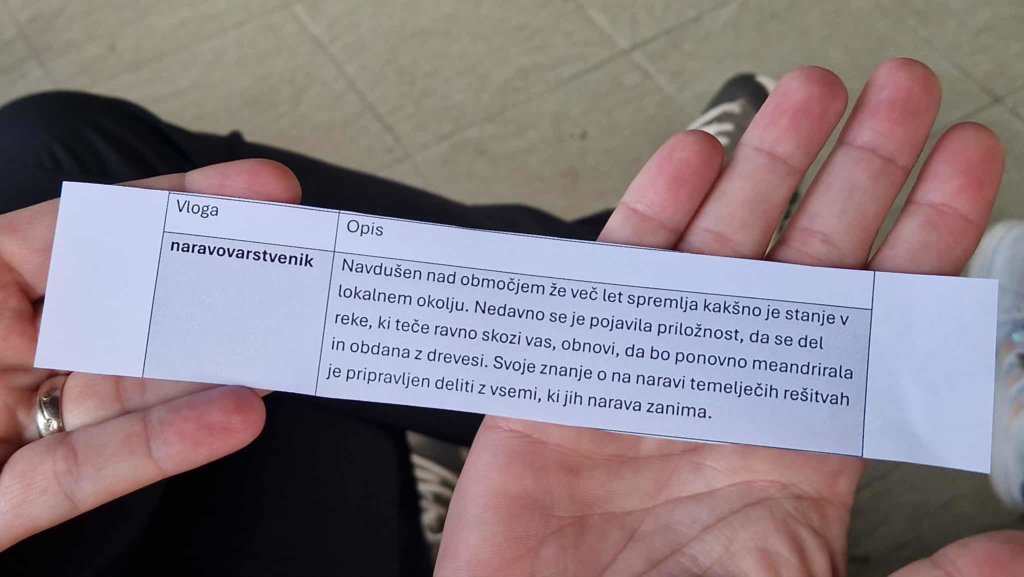 Vloga
Opis
naravovarstvenik
Navdušen nad območjem že več let spremlja kakšno je stanje v
lokalnem okolju. Nedavno se je pojavila priložnost, da se del
reke, ki teče ravno skozi vas, obnovi, da bo ponovno meandrirala
in obdana z drevesi. Svoje znanje o na naravi temelječih rešitvah
je pripravljen deliti z vsemi, ki jih narava zanima.